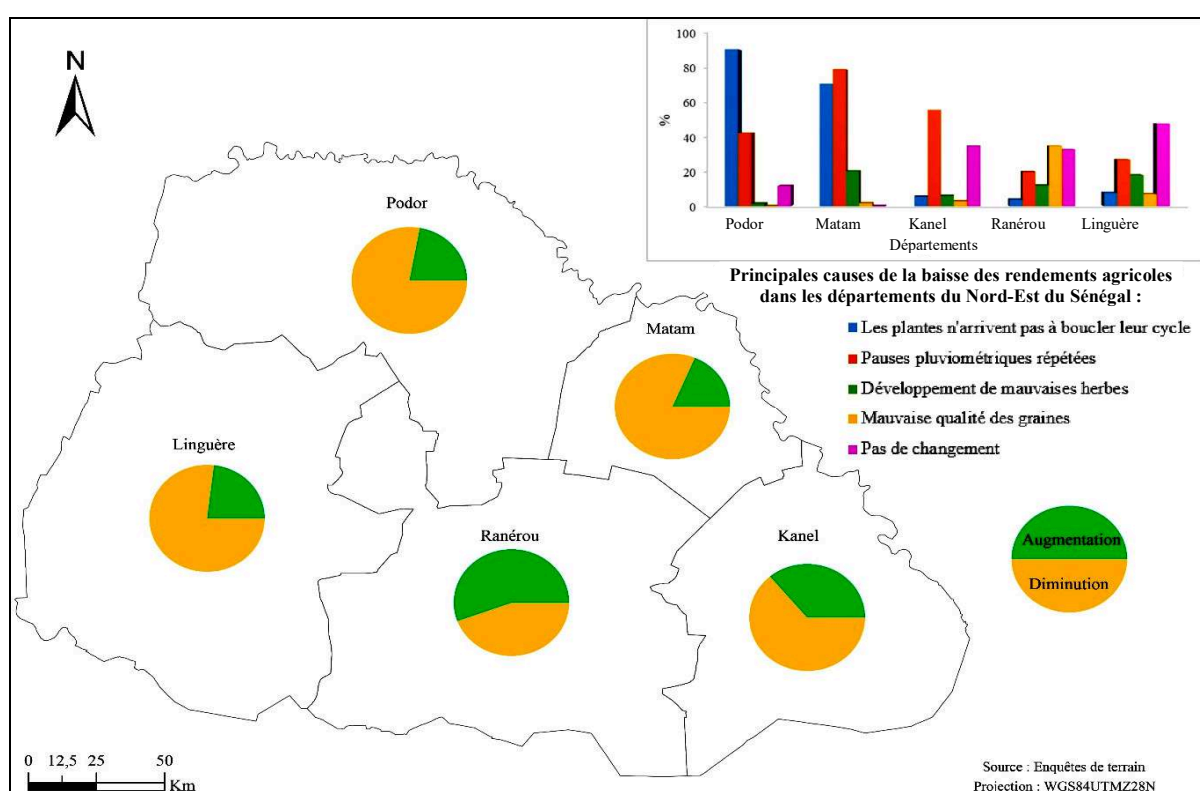 N
100
80
60
40
20
0
%
Podor
Matam
Kanel
Ranérou
Linguère
Départements
Principales causes de la baisse des rendements agricoles
dans les départements du Nord-Est du Sénégal :
Les plantes n'arrivent pas à boucler leur cycle
Pauses pluviométriques répétées
Développement de mauvaises herbes
Mauvaise qualité des graines
Pas de changement
Podor
Matam
Linguère
Ranérou
Kanel
Augmentation
Diminution
0 12,5 25 50
Km
Source : Enquêtes de terrain
Projection : WGS84UTMZ28N